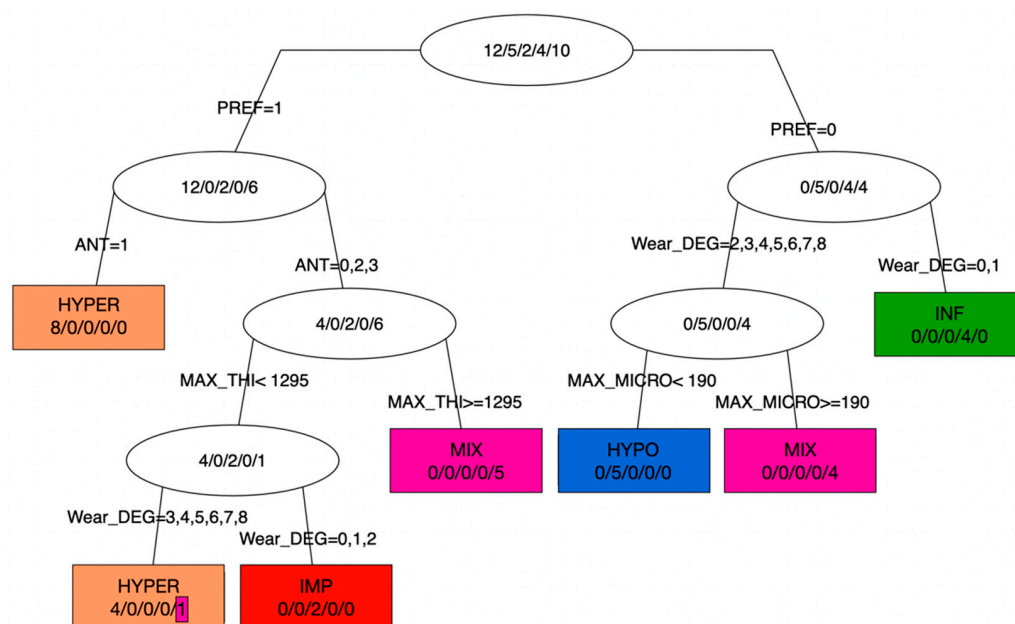 12/5/2/4/10
PREF=1
PREF=0
12/0/2/0/6
0/5/0/4/4
ANT=1
ANT=0,2,3
Wear_DEG=2,3,4,5,6,7,8
Wear_DEG=0,1
HYPER
8/0/0/0/0
4/0/2/0/6
0/5/0/0/4
INF
0/0/0/4/0
MAX_THI< 1295
MAX_THI>=1295
MAX_MICRO< 190
MAX_MICRO>=190
4/0/2/0/1
MIX
0/0/0/0/5
HYPO
0/5/0/0/0
MIX
0/0/0/0/4
Wear_DEG=3,4,5,6,7,8
Wear_DEG=0,1,2
HYPER
4/0/0/0/1
IMP
0/0/2/0/0